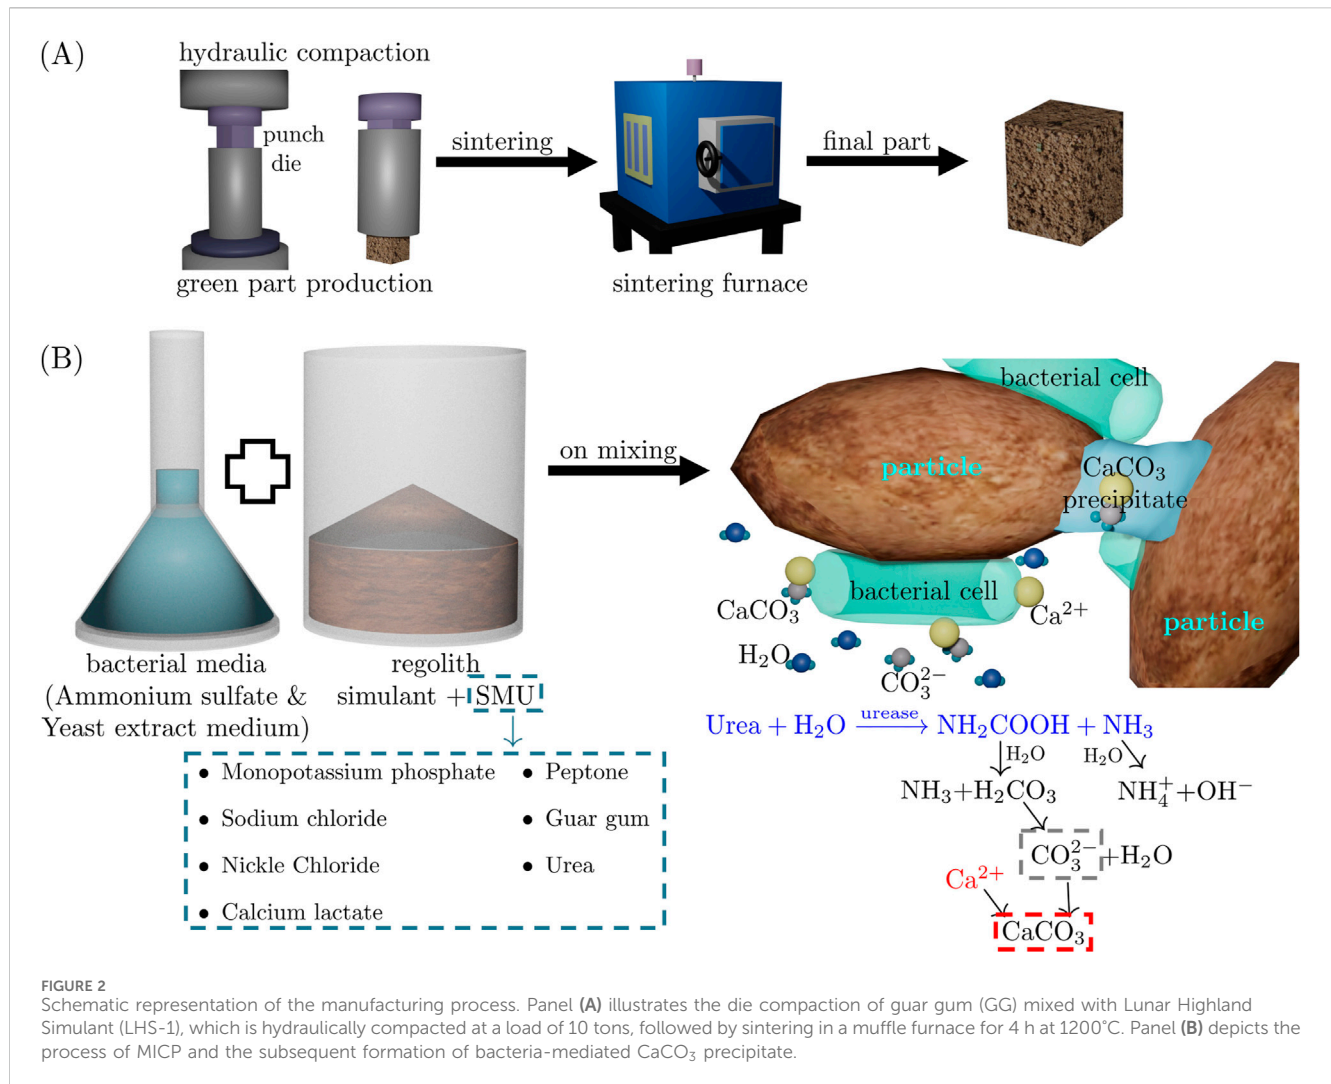 (A)
hydraulic compaction
punch
die
green part production
sintering
sintering furnace
final part
(B)
bacterial media
(Ammonium sulfate &
Yeast extract medium)
regolith
simulant + SMU
• Monopotassium phosphate
• Sodium chloride
• Nickle Chloride
• Calcium lactate
• Peptone
• Guar gum
• Urea
on mixing
bacterial cell
particle
CaCO₃
precipitate
bacterial cell
CaCO₃
Ca²⁺
H₂O
CO₃²⁻
particle
Urea + H₂O urease→ NH₂COOH + NH₃
H₂O H₂O
NH₃+H₂CO₃ NH₄⁺+OH⁻
CO₃²⁻+H₂O
Ca²⁺
CaCO₃
FIGURE 2
Schematic representation of the manufacturing process. Panel (A) illustrates the die compaction of guar gum (GG) mixed with Lunar Highland
Simulant (LHS-1), which is hydraulically compacted at a load of 10 tons, followed by sintering in a muffle furnace for 4 h at 1200°C. Panel (B) depicts the
process of MICP and the subsequent formation of bacteria-mediated CaCO₃ precipitate.